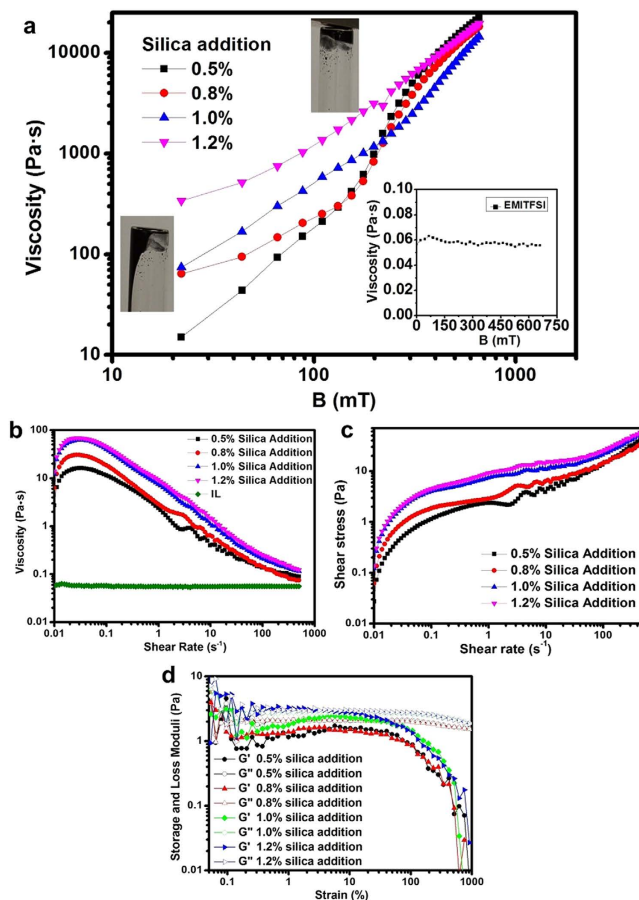 a
Silica addition
0.5%
0.8%
1.0%
1.2%
Viscosity (Pa·s)
10000
1000
100
10
10
100
1000
B (mT)
EMITFSI
Viscosity (Pa·s)
0.10
0.08
0.06
0.04
0.02
0.00
0 150 300 450 600 750
B (mT)
b
0.5% Silica Addition
0.8% Silica Addition
1.0% Silica Addition
1.2% Silica Addition
IL
Viscosity (Pa·s)
100
10
1
0.1
0.01
0.01 0.1 1 10 100 1000
Shear Rate (s⁻¹)
c
Shear stress (Pa)
10
1
0.1
0.01
0.5% Silica Addition
0.8% Silica Addition
1.0% Silica Addition
1.2% Silica Addition
0.01 0.1 1 10 100
Shear rate (s⁻¹)
d
Storage and Loss Moduli (Pa)
10
1
0.1
0.01
G' 0.5% silica addition
G" 0.5% silica addition
G' 0.8% silica addition
G" 0.8% silica addition
G' 1.0% silica addition
G" 1.0% silica addition
G' 1.2% silica addition
G" 1.2% silica addition
0.1 1 10 100 1000
Strain (%)